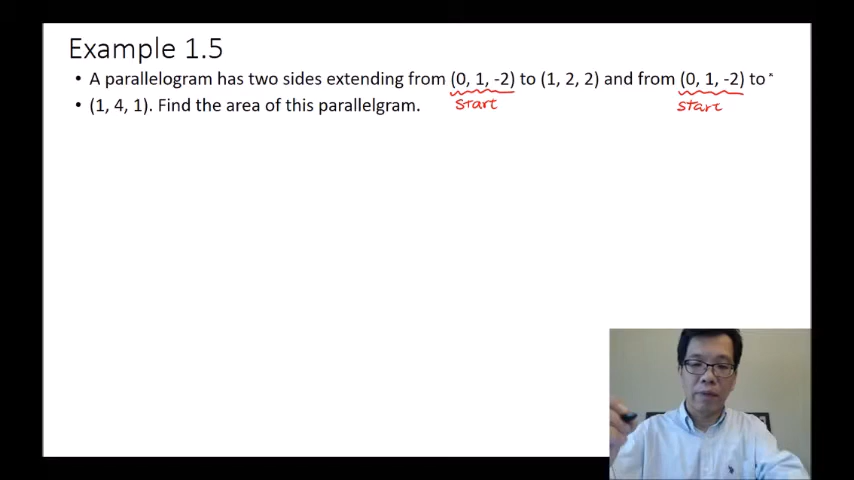 Example 1.5
• A parallelogram has two sides extending from (0, 1, -2) to (1, 2, 2) and from (0, 1, -2) to
start start
• (1, 4, 1). Find the area of this parallelgram.